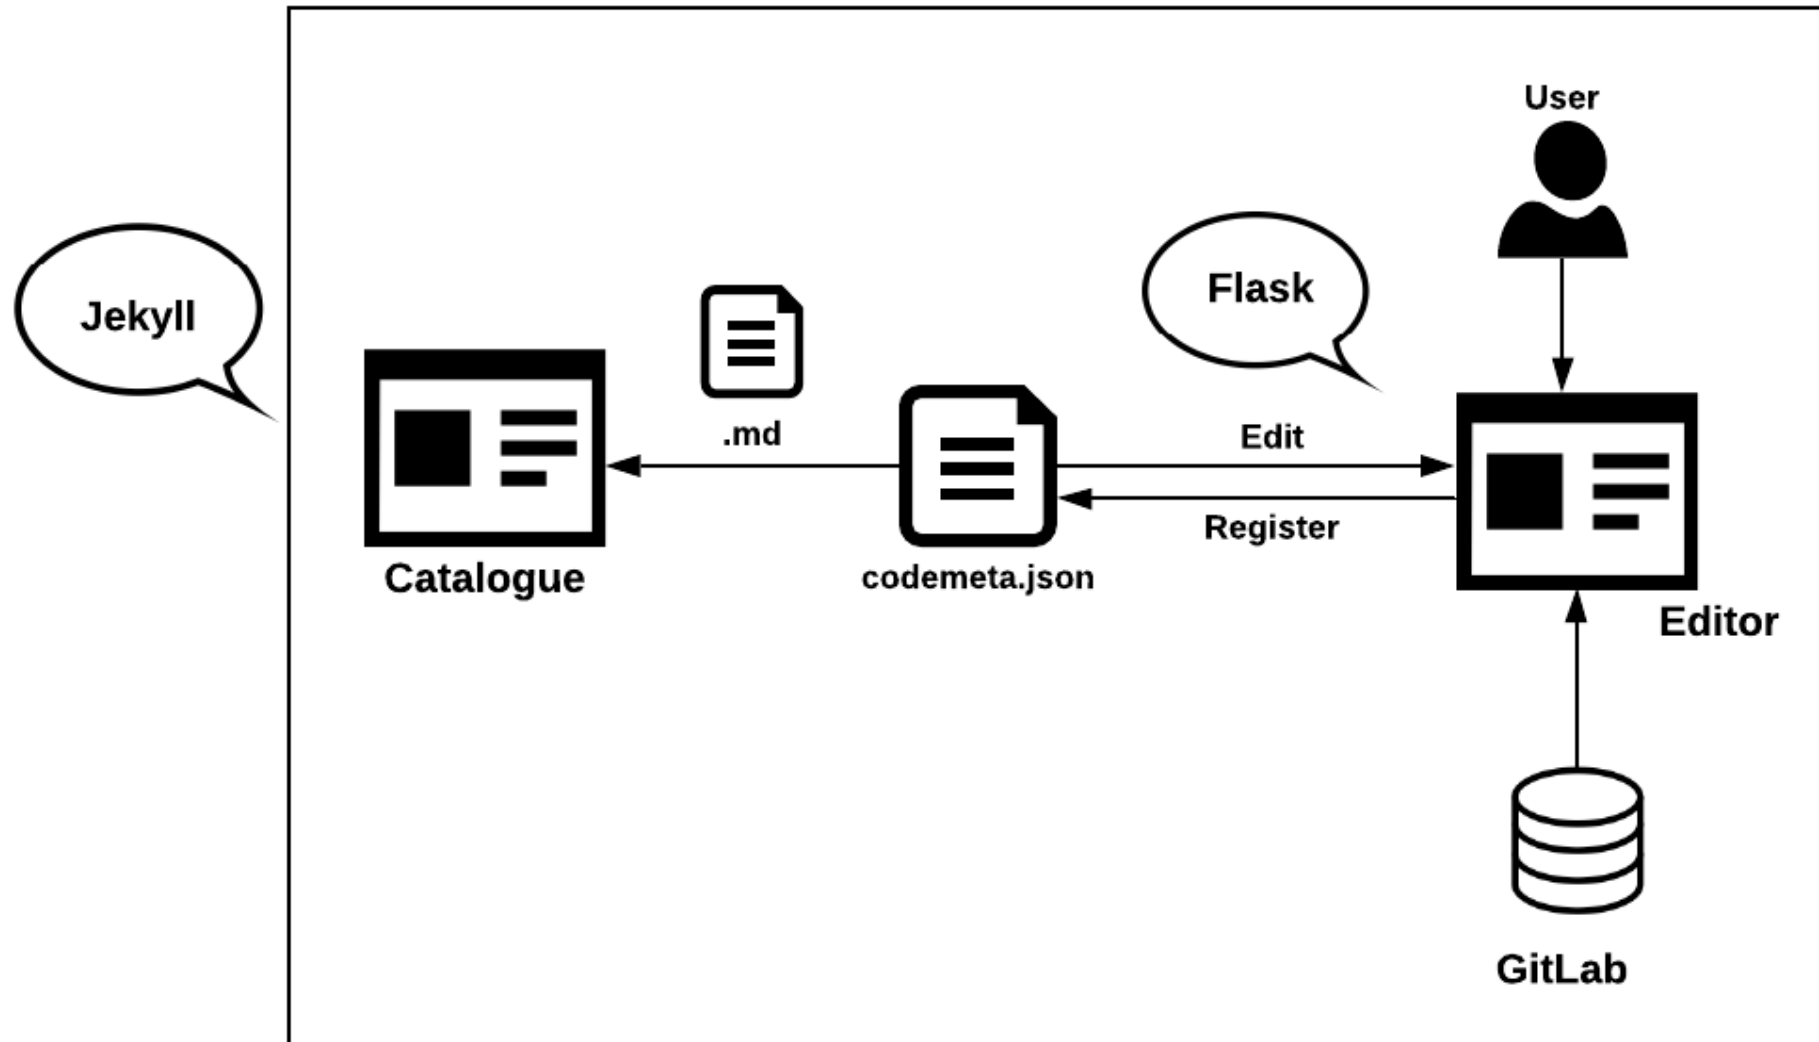 User
Jekyll
Flask
.md
Edit
Register
Catalogue
codemeta.json
Editor
GitLab